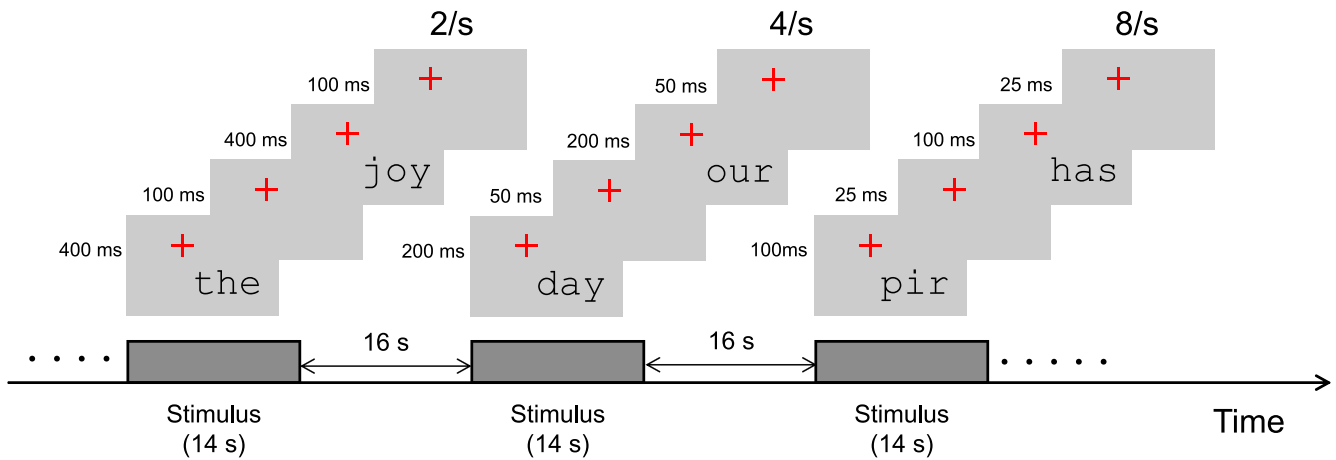 2/s
4/s
8/s
100 ms
50 ms
25 ms
400 ms
200 ms
100 ms
joy
our
has
100 ms
50 ms
25 ms
400 ms
200 ms
100ms
the
day
pir
16 s
16 s
. . . .
. . . . .
Stimulus
(14 s)
Stimulus
(14 s)
Stimulus
(14 s)
Time